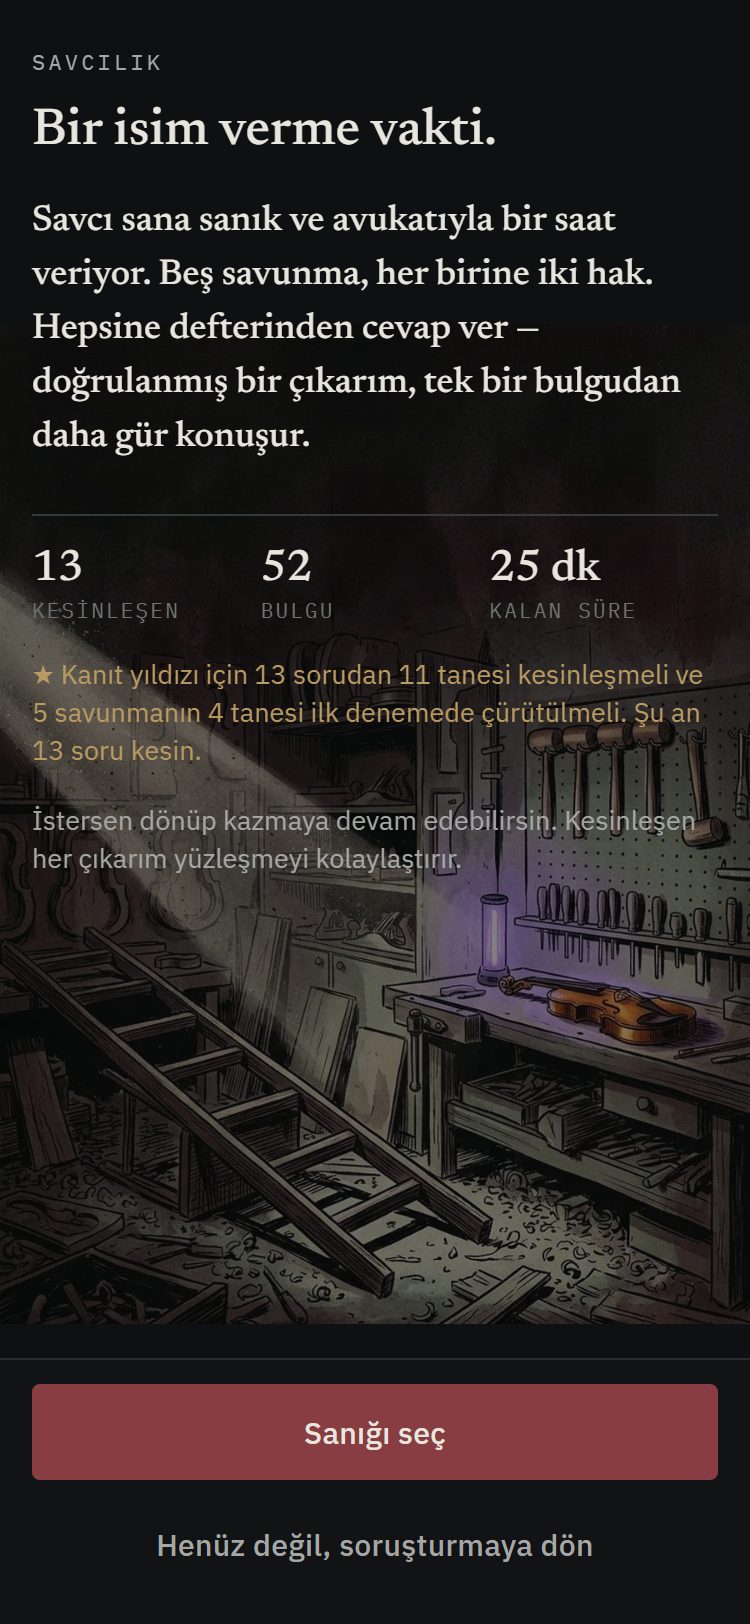 SAVCILIK
Bir isim verme vakti.
Savcı sana sanık ve avukatıyla bir saat
veriyor. Beş savunma, her birine iki hak.
Hepsine defterinden cevap ver —
doğrulanmış bir çıkarım, tek bir bulgudan
daha gür konuşur.
13 52 25 dk
KESİNLEŞEN BULGU KALAN SÜRE
★ Kanıt yıldızı için 13 sorudan 11 tanesi kesinleşmeli ve
5 savunmanın 4 tanesi ilk denemede çürütülmeli. Şu an
13 soru kesin.
İstersen dönüp kazmaya devam edebilirsin. Kesinleşen
her çıkarım yüzleşmeyi kolaylaştırır.
Sanığı seç
Henüz değil, soruşturmaya dön